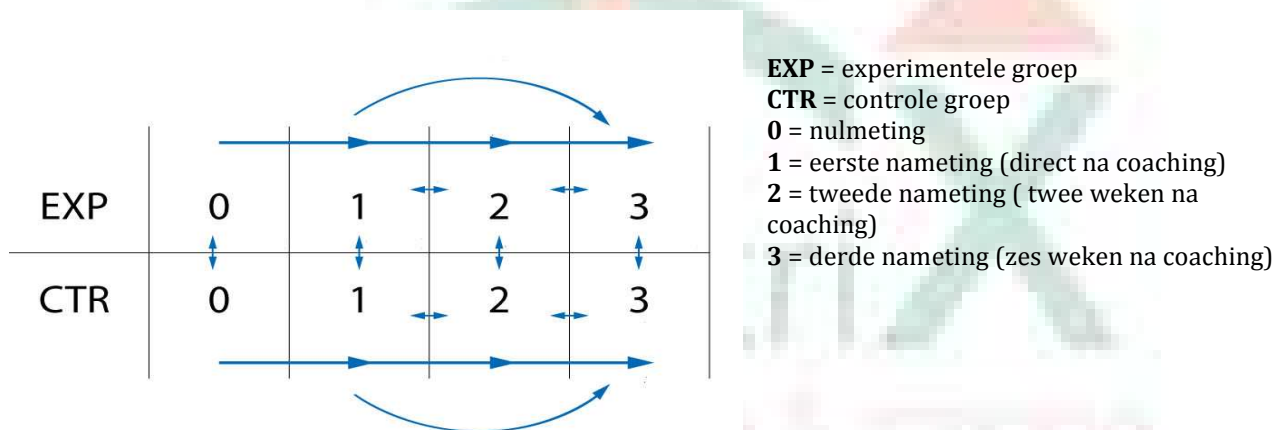 EXP 0 1 2 3
CTR 0 1 2 3
EXP = experimentele groep
CTR = controle groep
0 = nulmeting
1 = eerste nameting (direct na coaching)
2 = tweede nameting ( twee weken na
coaching)
3 = derde nameting (zes weken na coaching)